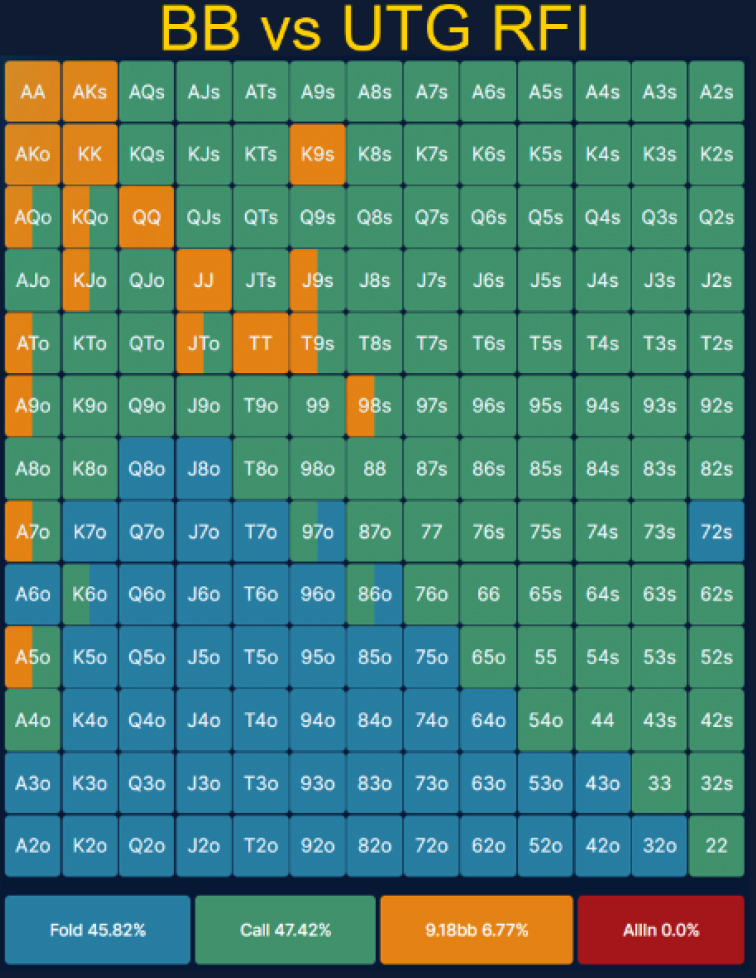 BB vs UTG RFI
AA AKs AQs AJs ATs A9s A8s A7s A6s A5s A4s A3s A2s
AKo KK KQs KJs KTs K9s K8s K7s K6s K5s K4s K3s K2s
AQo KQo QQ QJs QTs Q9s Q8s Q7s Q6s Q5s Q4s Q3s Q2s
AJo KJo QJo JJ JTs J9s J8s J7s J6s J5s J4s J3s J2s
ATo KTo QTo JTo TT T9s T8s T7s T6s T5s T4s T3s T2s
A9o K9o Q9o J9o T9o 99 98s 97s 96s 95s 94s 93s 92s
A8o K8o Q8o J8o T8o 98o 88 87s 86s 85s 84s 83s 82s
A7o K7o Q7o J7o T7o 97o 87o 77 76s 75s 74s 73s 72s
A6o K6o Q6o J6o T6o 96o 86o 76o 66 65s 64s 63s 62s
A5o K5o Q5o J5o T5o 95o 85o 75o 65o 55 54s 53s 52s
A4o K4o Q4o J4o T4o 94o 84o 74o 64o 54o 44 43s 42s
A3o K3o Q3o J3o T3o 93o 83o 73o 63o 53o 43o 33 32s
A2o K2o Q2o J2o T2o 92o 82o 72o 62o 52o 42o 32o 22
Fold 45.82% Call 47.42% 9.18bb 6.77% AllIn 0.0%